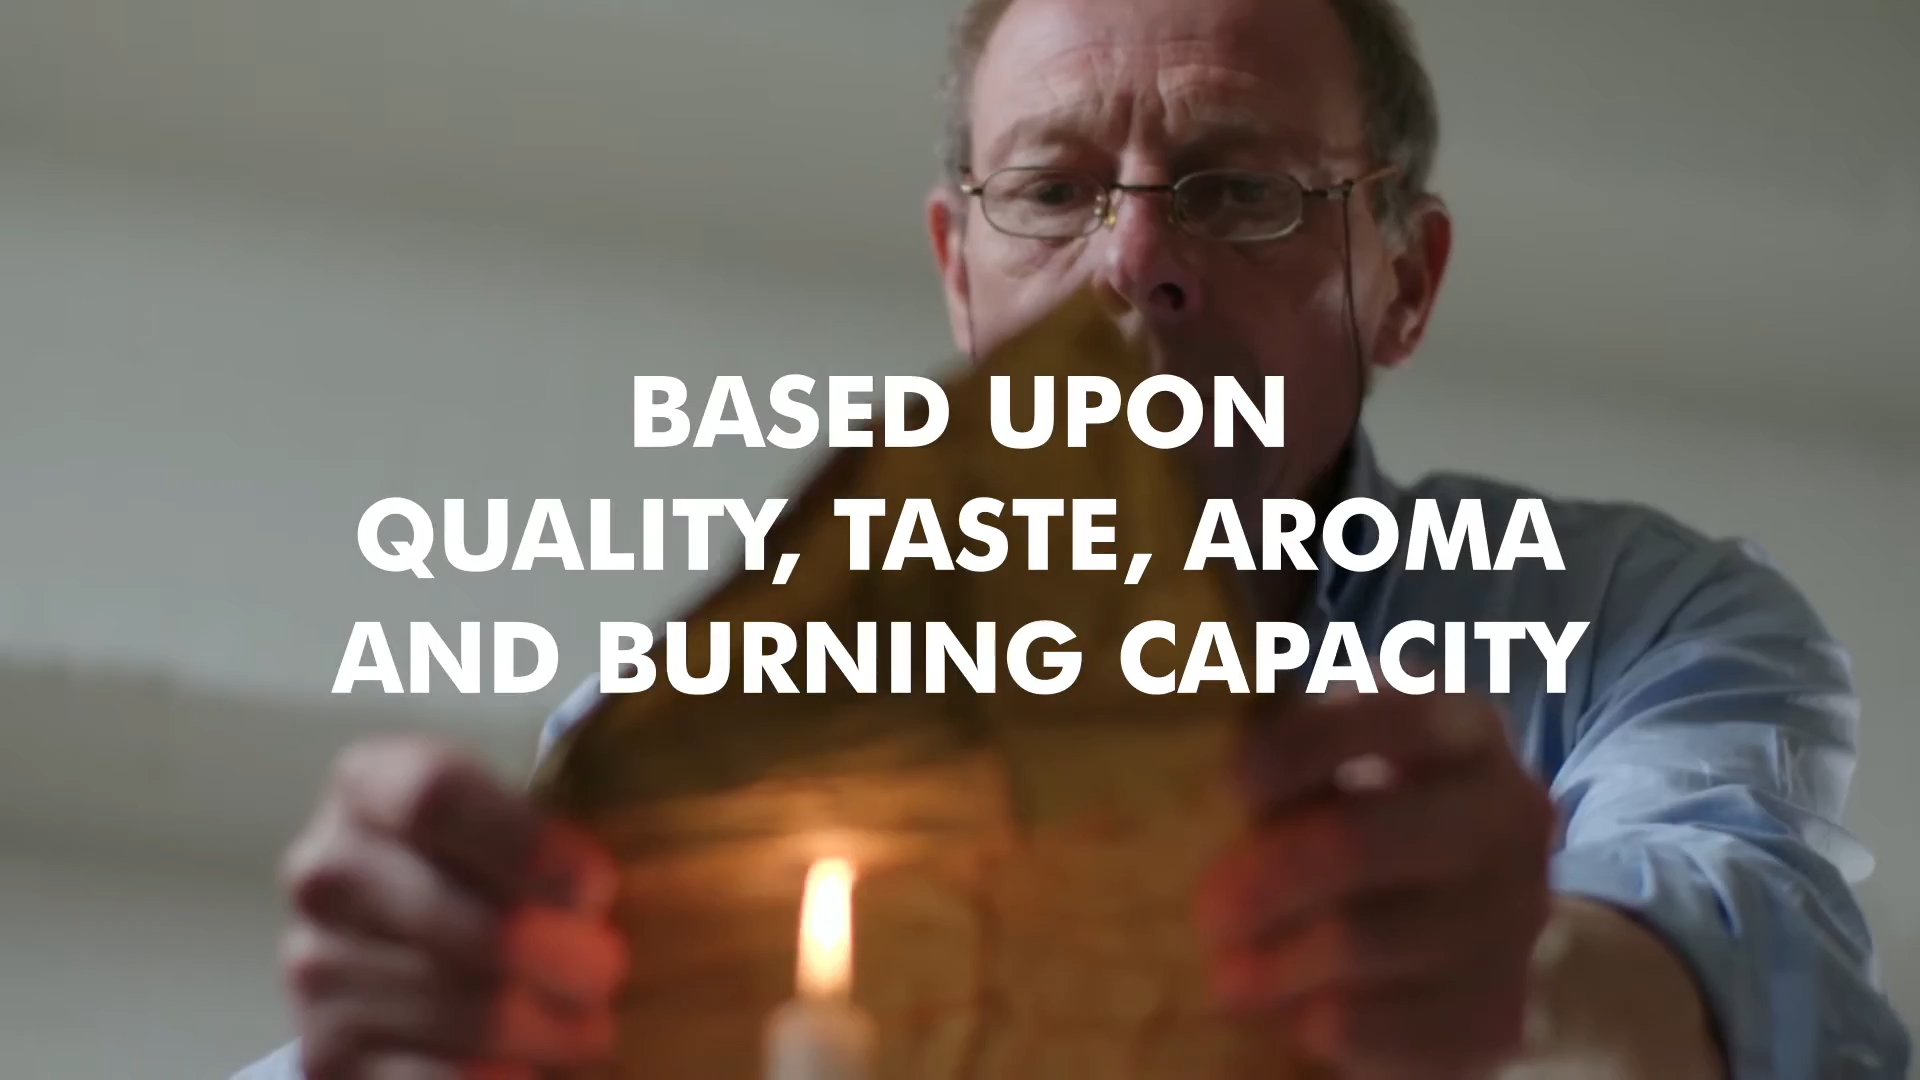 BASED UPON
QUALITY, TASTE, AROMA
AND BURNING CAPACITY